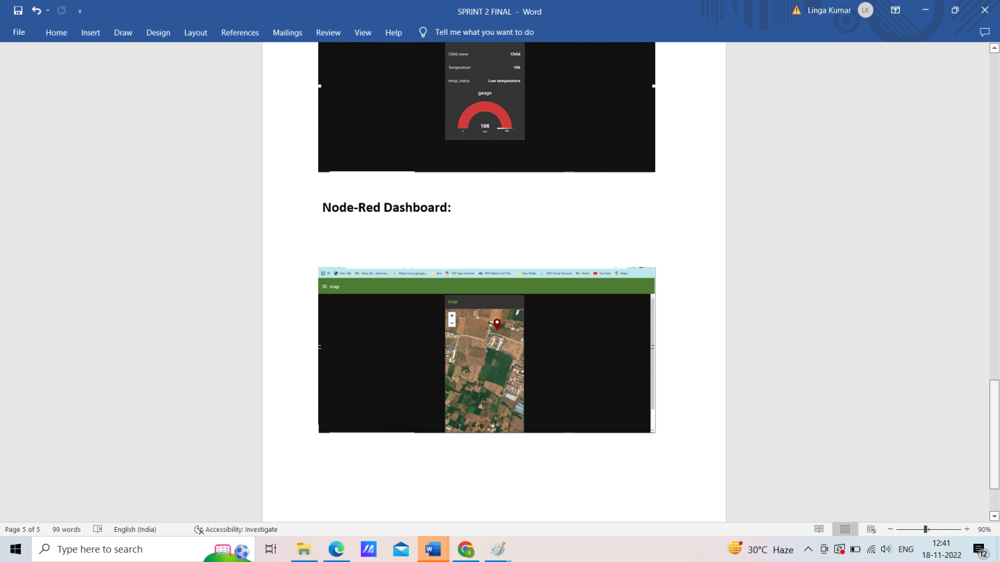 SPRINT 2 FINAL - Word
Linga Kumar
LK
File Home Insert Draw Design Layout References Mailings Review View Help Tell me what you want to do
Child name Child
Temperature 106
temp_status Low temperature
gauge
106
Node-Red Dashboard:
New Tab https://www.google... ibm MIT App Inventor IBM Watson IoT Pla... New folder IBM Cloud Account Gmail YouTube Maps
map
map
+
−
Page 5 of 5 99 words English (India) Accessibility: Investigate 90%
Type here to search
30°C Haze ENG
12:41
18-11-2022
12